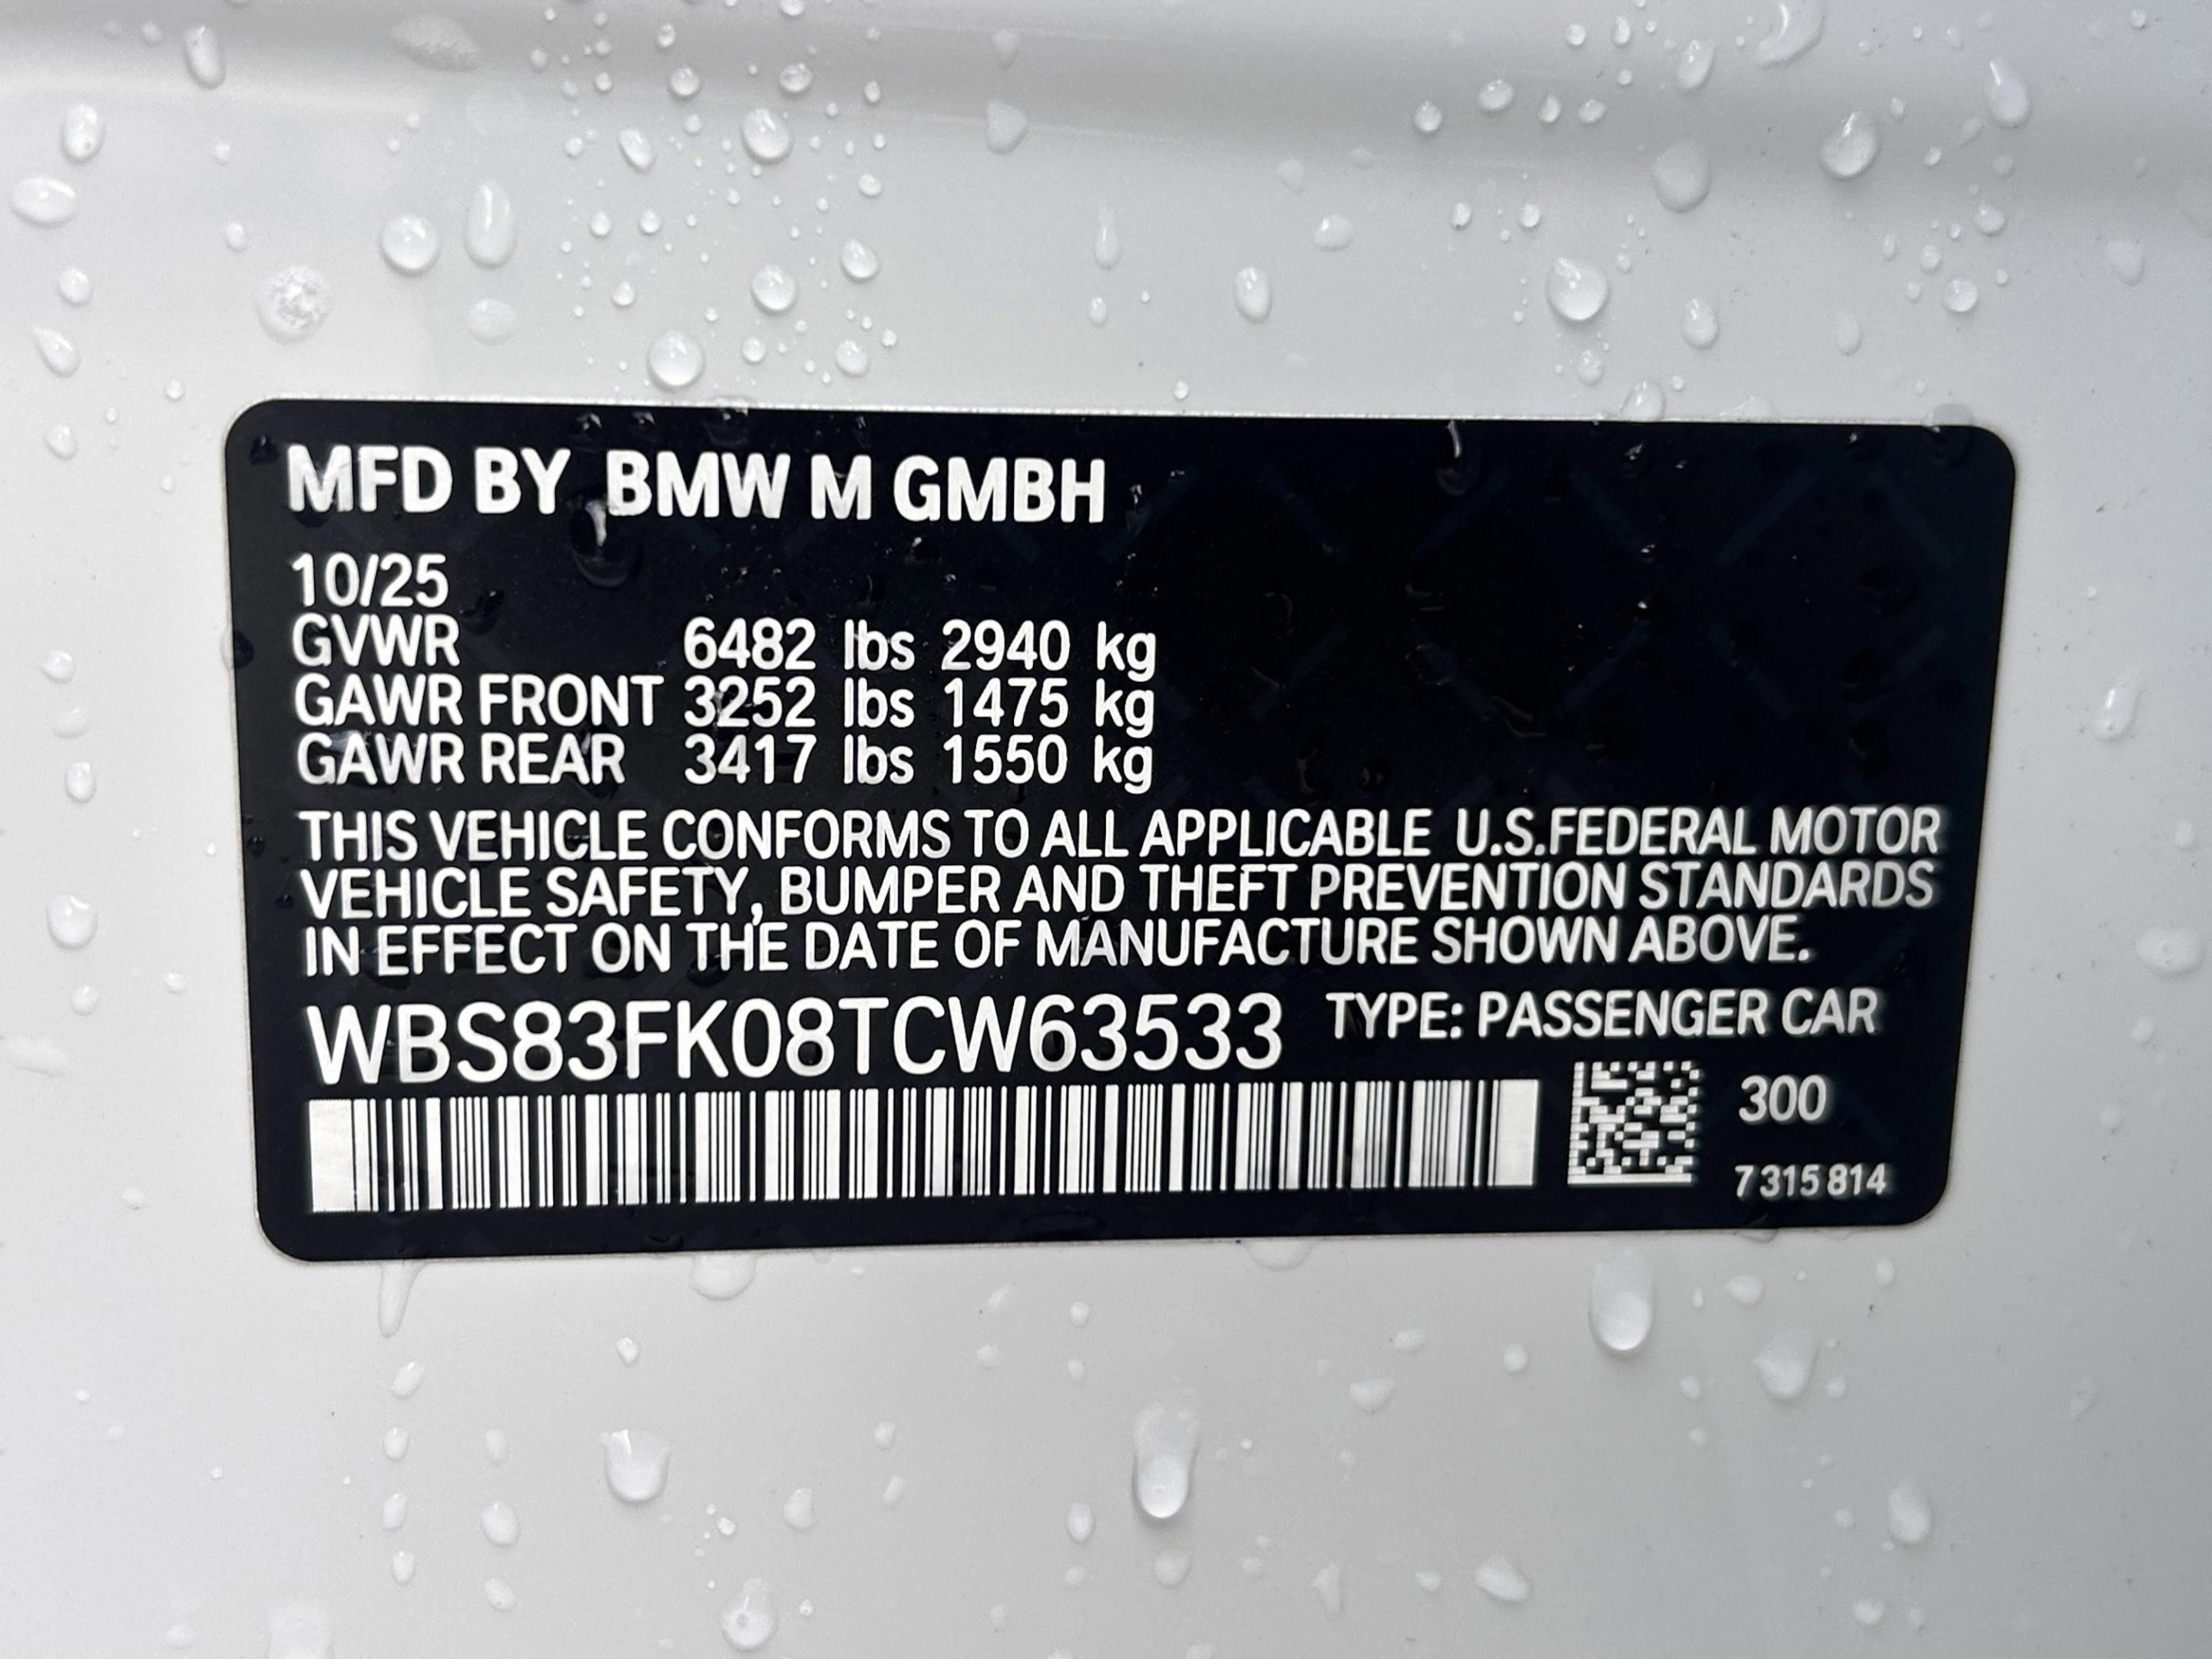 MFD BY BMW M GMBH
10/25
GVWR 6482 lbs 2940 kg
GAWR FRONT 3252 lbs 1475 kg
GAWR REAR 3417 lbs 1550 kg
THIS VEHICLE CONFORMS TO ALL APPLICABLE U.S.FEDERAL MOTOR
VEHICLE SAFETY, BUMPER AND THEFT PREVENTION STANDARDS
IN EFFECT ON THE DATE OF MANUFACTURE SHOWN ABOVE.
WBS83FK08TCW63533 TYPE: PASSENGER CAR
300
7 315 814